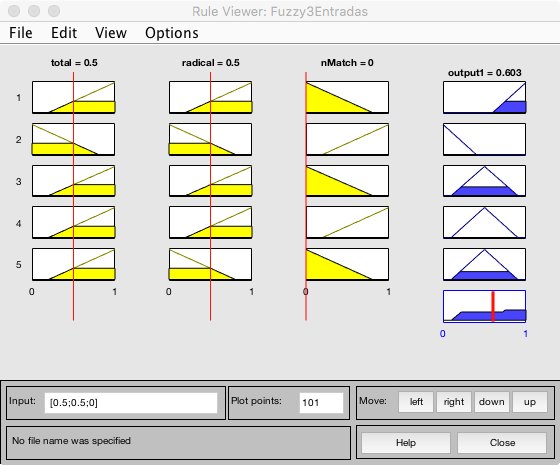 Rule Viewer: Fuzzy3Entradas
File Edit View Options
total = 0.5 radical = 0.5 nMatch = 0 output1 = 0.603
1
2
3
4
5
0 1 0 1
0 1
Input: [0.5;0.5;0] Plot points: 101 Move: left right down up
No file name was specified Help Close